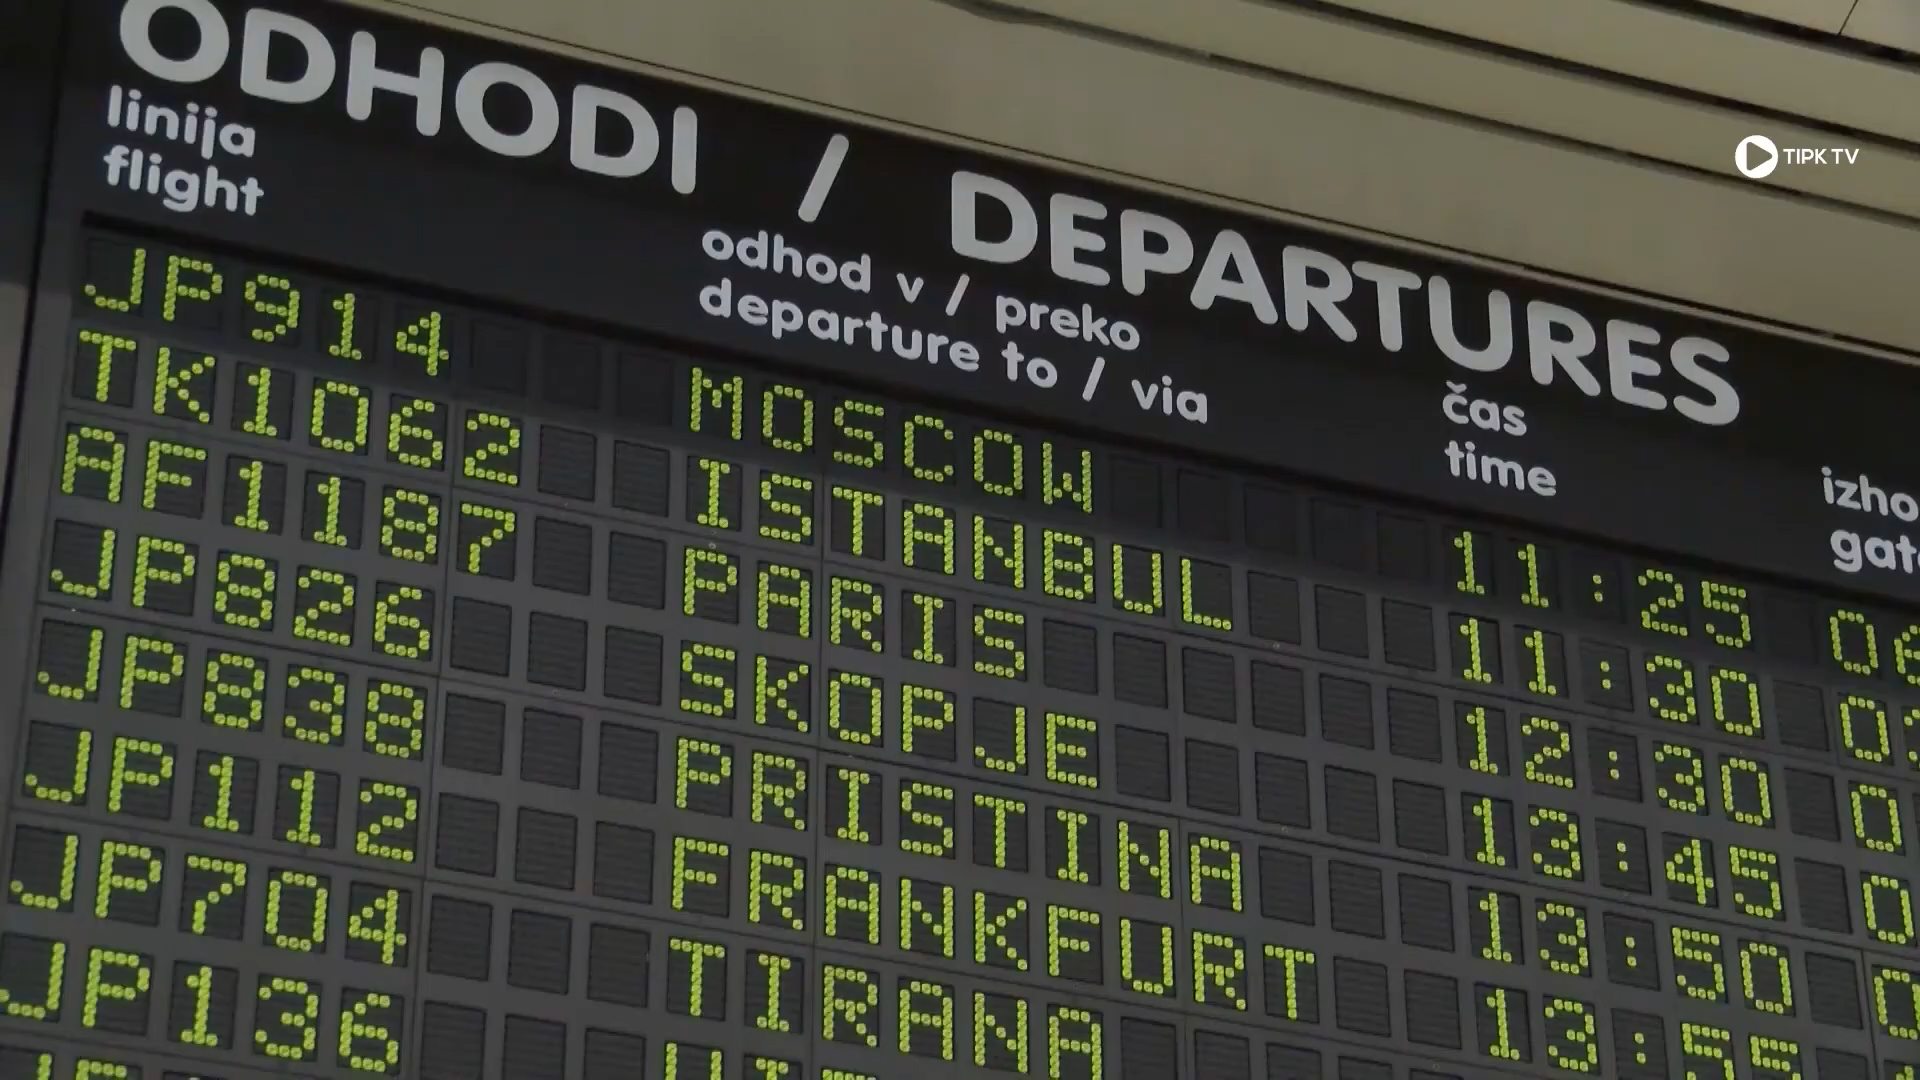 ODHODI / DEPARTURES
linija
flight
odhod v / preko
departure to / via
čas
time
JP914 MOSCOW 11:25
TK1062 ISTANBUL 11:30
AF1187 PARIS 12:30
JP826 SKOPJE 13:45
JP838 PRISTINA 13:50
JP112 FRANKFURT 13:55
JP704 TIRANA
JP136
TIPK TV